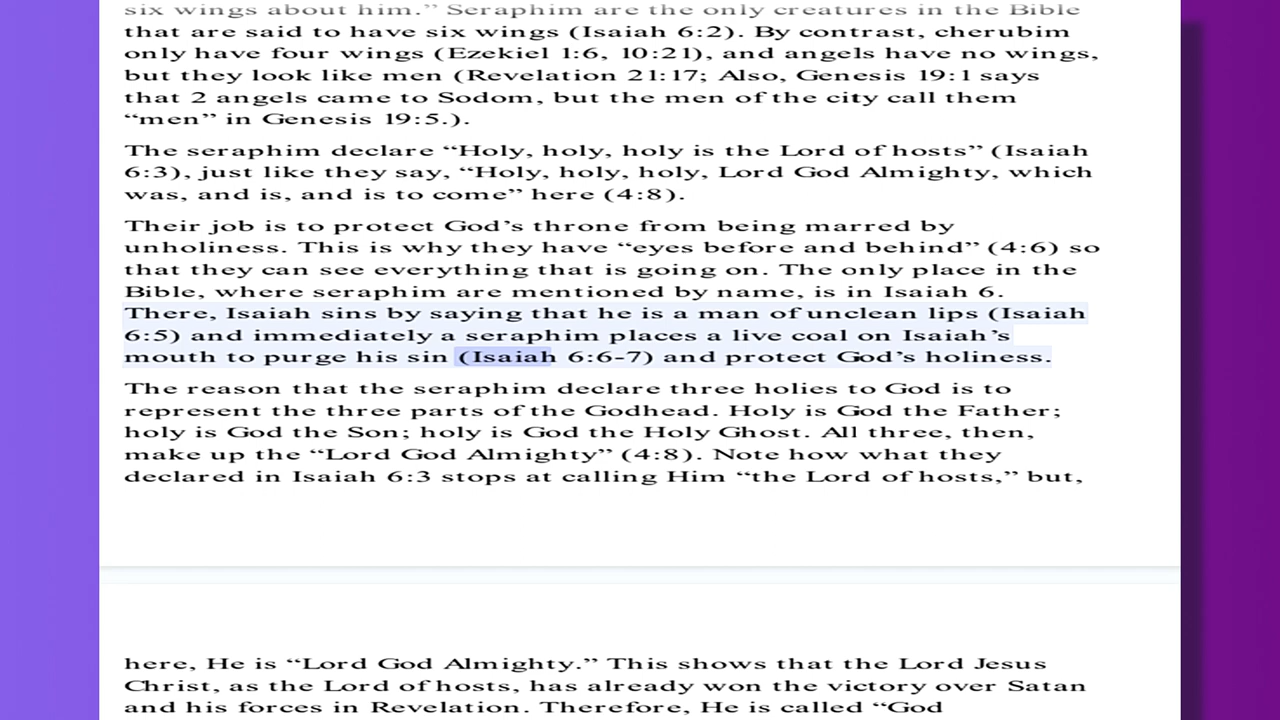 six wings about him.” Seraphim are the only creatures in the Bible
that are said to have six wings (Isaiah 6:2). By contrast, cherubim
only have four wings (Ezekiel 1:6, 10:21), and angels have no wings,
but they look like men (Revelation 21:17; Also, Genesis 19:1 says
that 2 angels came to Sodom, but the men of the city call them
“men” in Genesis 19:5.).
The seraphim declare “Holy, holy, holy is the Lord of hosts” (Isaiah
6:3), just like they say, “Holy, holy, holy, Lord God Almighty, which
was, and is, and is to come” here (4:8).
Their job is to protect God’s throne from being marred by
unholiness. This is why they have “eyes before and behind” (4:6) so
that they can see everything that is going on. The only place in the
Bible, where seraphim are mentioned by name, is in Isaiah 6.
There, Isaiah sins by saying that he is a man of unclean lips (Isaiah
6:5) and immediately a seraphim places a live coal on Isaiah’s
mouth to purge his sin (Isaiah 6:6-7) and protect God’s holiness.
The reason that the seraphim declare three holies to God is to
represent the three parts of the Godhead. Holy is God the Father;
holy is God the Son; holy is God the Holy Ghost. All three, then,
make up the “Lord God Almighty” (4:8). Note how what they
declared in Isaiah 6:3 stops at calling Him “the Lord of hosts,” but,
here, He is “Lord God Almighty.” This shows that the Lord Jesus
Christ, as the Lord of hosts, has already won the victory over Satan
and his forces in Revelation. Therefore, He is called “God